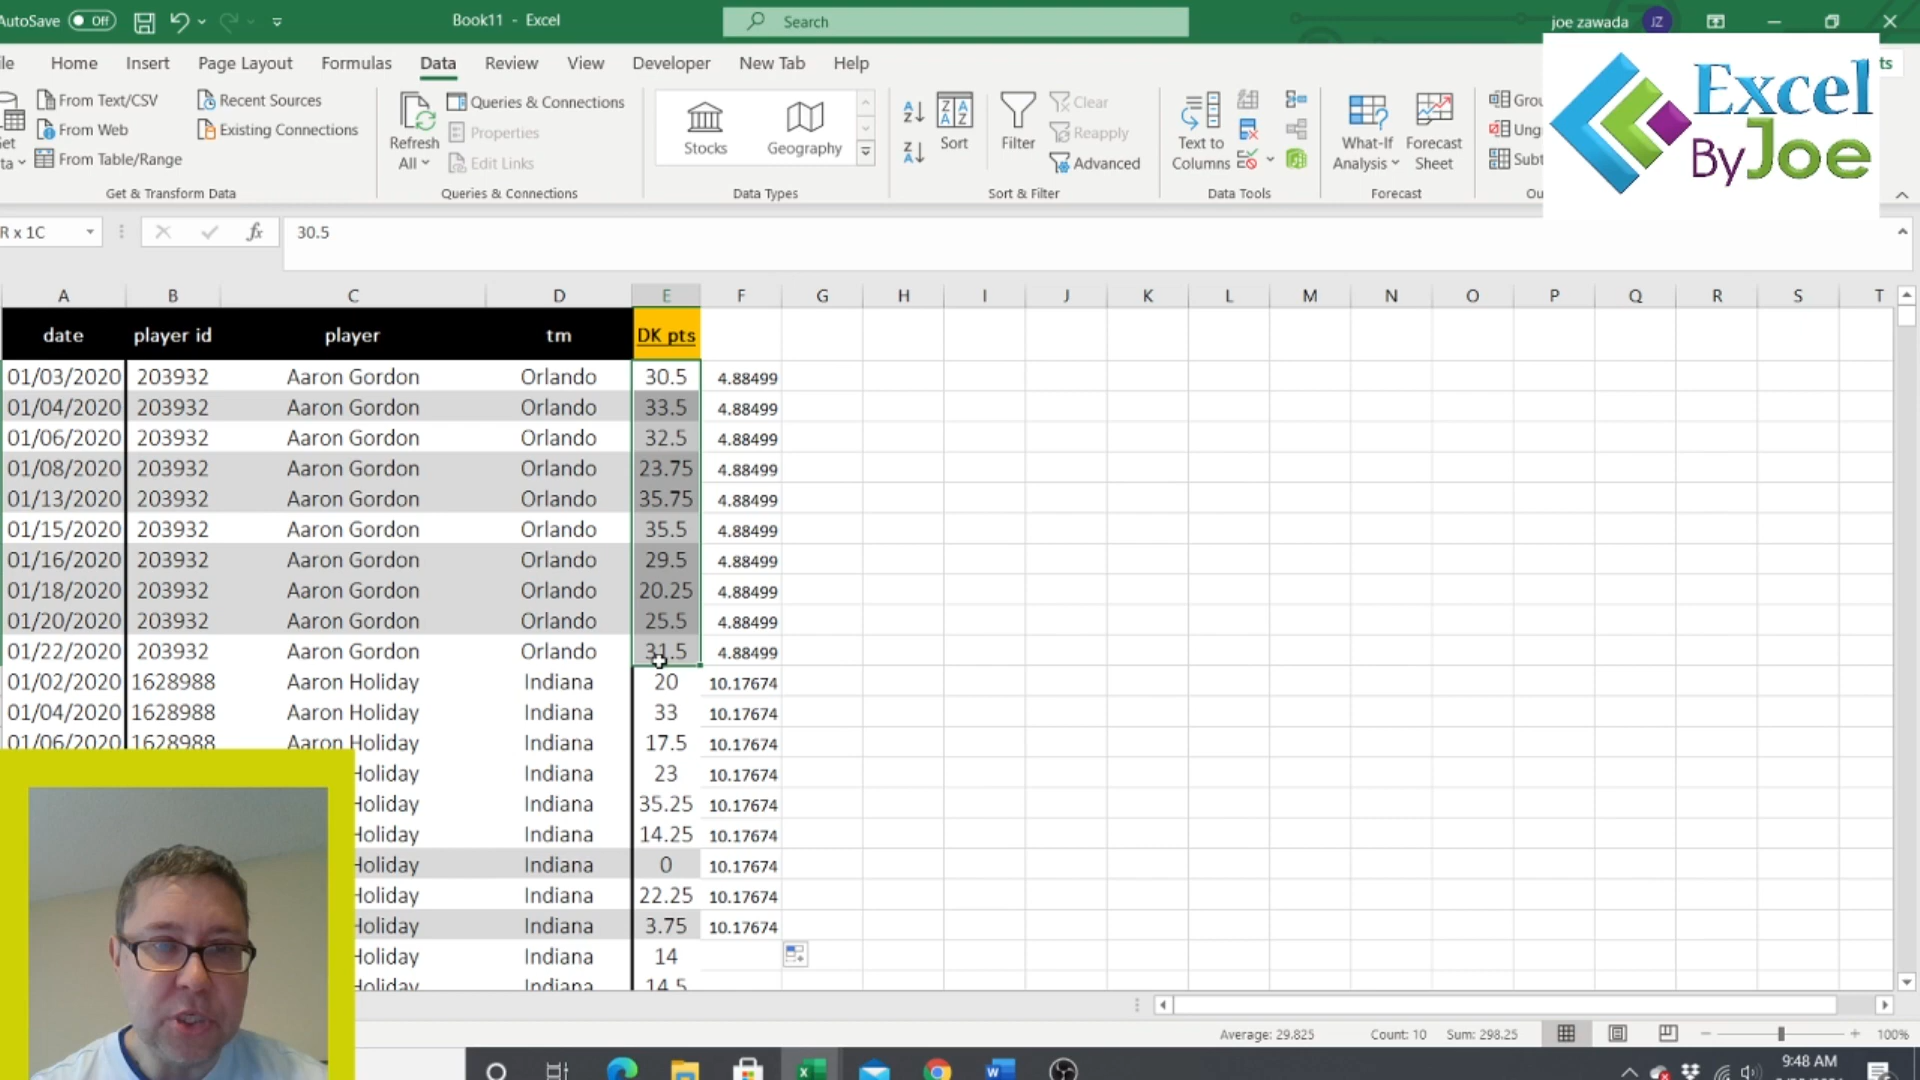 AutoSave Off Book11 - Excel Search joe zawada JZ
Home Insert Page Layout Formulas Data Review View Developer New Tab Help
From Text/CSV
From Web
From Table/Range
Recent Sources
Existing Connections
Get & Transform Data
Refresh
All
Queries & Connections
Properties
Edit Links
Queries & Connections
Stocks Geography
Data Types
Sort
Filter
Clear
Reapply
Advanced
Sort & Filter
Text to
Columns
Data Tools
What-If
Analysis
Forecast
Sheet
Forecast
Excel
ByJoe
R x 1C fx 30.5
A B C D E F G H I J K L M N O P Q R S T
date player id player tm DK pts
01/03/2020 203932 Aaron Gordon Orlando 30.5 4.88499
01/04/2020 203932 Aaron Gordon Orlando 33.5 4.88499
01/06/2020 203932 Aaron Gordon Orlando 32.5 4.88499
01/08/2020 203932 Aaron Gordon Orlando 23.75 4.88499
01/13/2020 203932 Aaron Gordon Orlando 35.75 4.88499
01/15/2020 203932 Aaron Gordon Orlando 35.5 4.88499
01/16/2020 203932 Aaron Gordon Orlando 29.5 4.88499
01/18/2020 203932 Aaron Gordon Orlando 20.25 4.88499
01/20/2020 203932 Aaron Gordon Orlando 25.5 4.88499
01/22/2020 203932 Aaron Gordon Orlando 31.5 4.88499
01/02/2020 1628988 Aaron Holiday Indiana 20 10.17674
01/04/2020 1628988 Aaron Holiday Indiana 33 10.17674
01/06/2020 1628988 Aaron Holiday Indiana 17.5 10.17674
Holiday Indiana 23 10.17674
Holiday Indiana 35.25 10.17674
Holiday Indiana 14.25 10.17674
Holiday Indiana 0 10.17674
Holiday Indiana 22.25 10.17674
Holiday Indiana 3.75 10.17674
Holiday Indiana 14
Holiday Indiana 14.5
Average: 29.825 Count: 10 Sum: 298.25 100%
9:48 AM